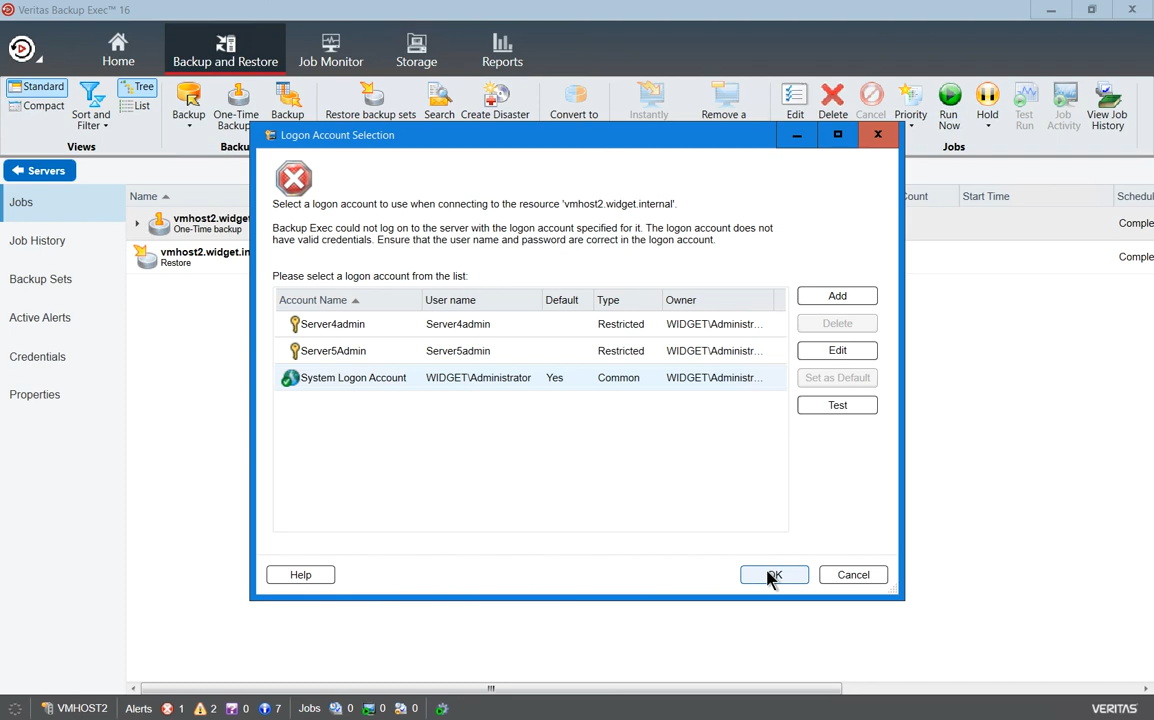 Veritas Backup Exec™ 16
Home
Backup and Restore
Job Monitor
Storage
Reports
Standard
Compact
Sort and
Filter
Tree
List
Views
Backup
One-Time
Backup
Backup
Restore backup sets
Search
Create Disaster
Convert to
Instantly
Remove a
Edit
Delete
Cancel
Priority
Run
Now
Hold
Test
Run
Job
Activity
View Job
History
Jobs
Servers
Jobs
Job History
Backup Sets
Active Alerts
Credentials
Properties
Name
vmhost2.widget
One-Time backup
vmhost2.widget.in
Restore
Start Time
Schedu
Comple
Comple
Logon Account Selection
Select a logon account to use when connecting to the resource 'vmhost2.widget.internal'.
Backup Exec could not log on to the server with the logon account specified for it. The logon account does not
have valid credentials. Ensure that the user name and password are correct in the logon account.
Please select a logon account from the list:
Account Name User name Default Type Owner
Server4admin Server4admin Restricted WIDGET\Administr...
Server5Admin Server5admin Restricted WIDGET\Administr...
System Logon Account WIDGET\Administrator Yes Common WIDGET\Administr...
Add
Delete
Edit
Set as Default
Test
Help
OK
Cancel
VMHOST2 Alerts 1 2 0 7 Jobs 0 0 0
VERITAS